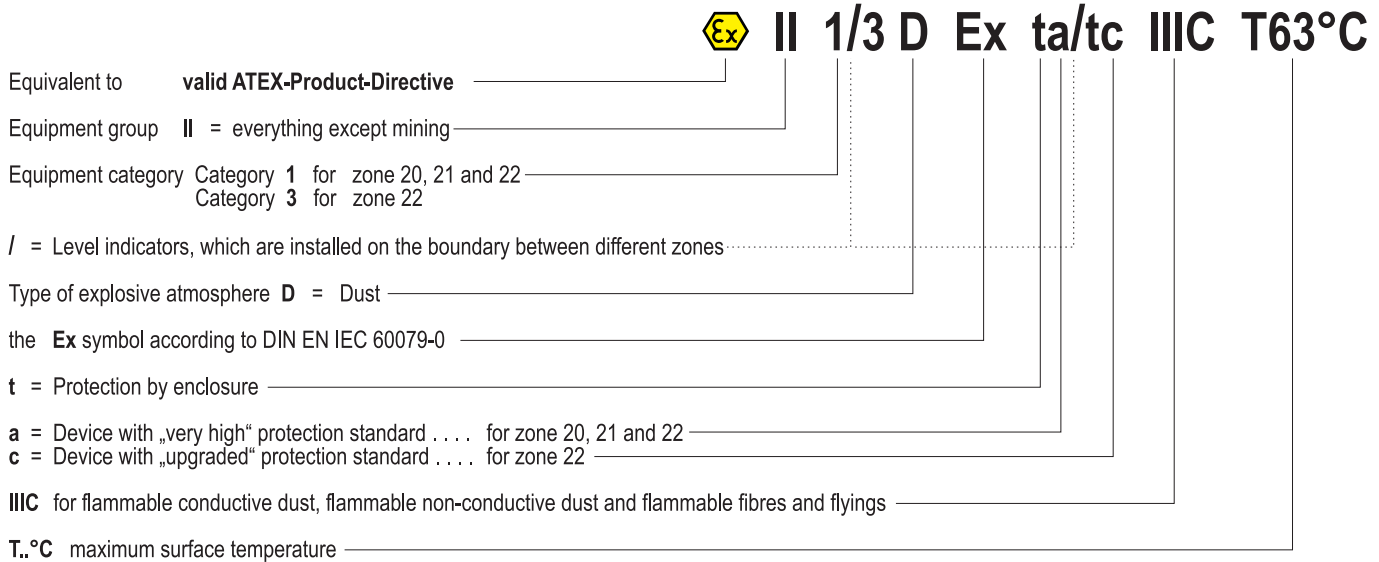 Ex II 1/3 D Ex ta/tc IIIC T63°C
Equivalent to valid ATEX-Product-Directive
Equipment group II = everything except mining
Equipment category Category 1 for zone 20, 21 and 22
Category 3 for zone 22
/ = Level indicators, which are installed on the boundary between different zones
Type of explosive atmosphere D = Dust
the Ex symbol according to DIN EN IEC 60079-0
t = Protection by enclosure
a = Device with „very high“ protection standard . . . . for zone 20, 21 and 22
c = Device with „upgraded“ protection standard . . . . for zone 22
IIIC for flammable conductive dust, flammable non-conductive dust and flammable fibres and flyings
T..°C maximum surface temperature